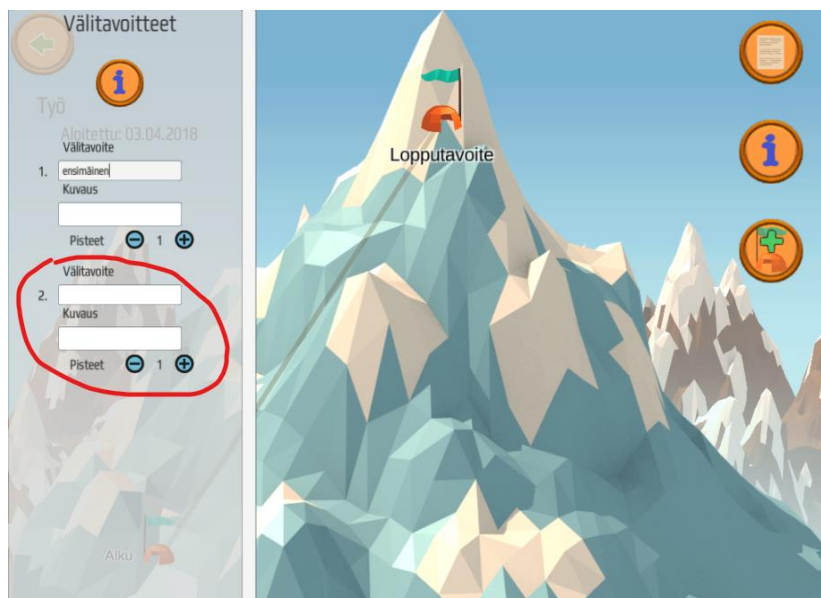 Välitavoitteet
Työ
Aloitettu: 03.04.2018
Välitavoite
1. ensimäinen
Kuvaus
Pisteet 1
Välitavoite
2.
Kuvaus
Pisteet 1
Alku
Lopputavoite